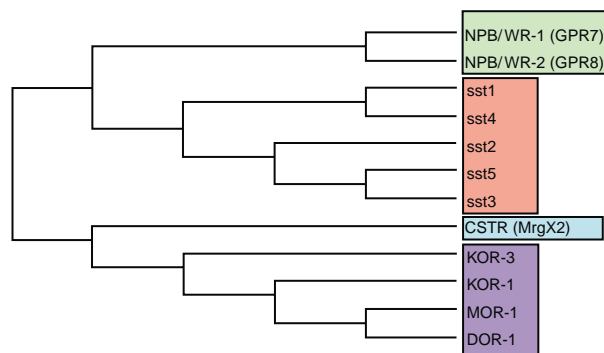 NPB/WR-1 (GPR7)
NPB/WR-2 (GPR8)
sst1
sst4
sst2
sst5
sst3
CSTR (MrgX2)
KOR-3
KOR-1
MOR-1
DOR-1